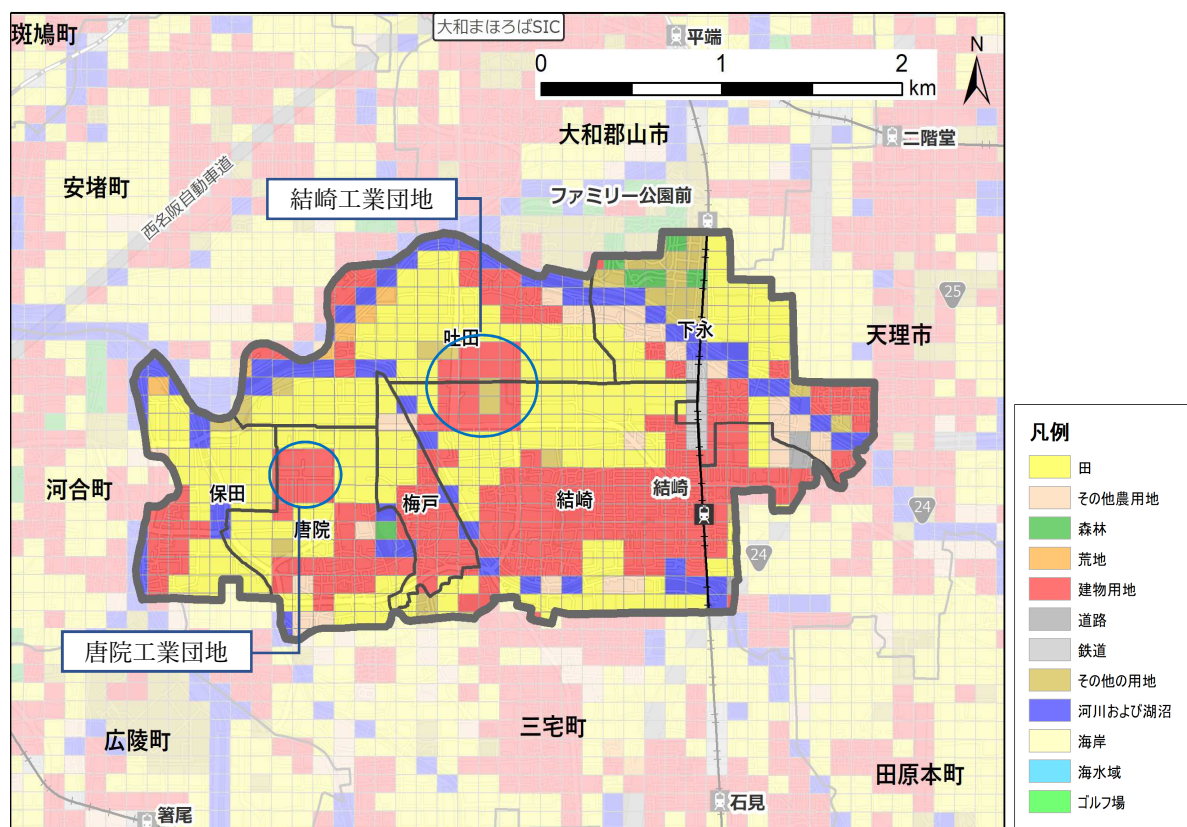 斑鳩町
大和まほろばSIC
平端
N
0
1
2
km
大和郡山市
二階堂
安堵町
西名阪自動車道
結崎工業団地
ファミリー公園前
25
吐田
下永
天理市
河合町
保田
唐院
梅戸
結崎
結崎
24
24
唐院工業団地
広陵町
三宅町
田原本町
箸尾
石見
凡例
田
その他農用地
森林
荒地
建物用地
道路
鉄道
その他の用地
河川および湖沼
海岸
海水域
ゴルフ場